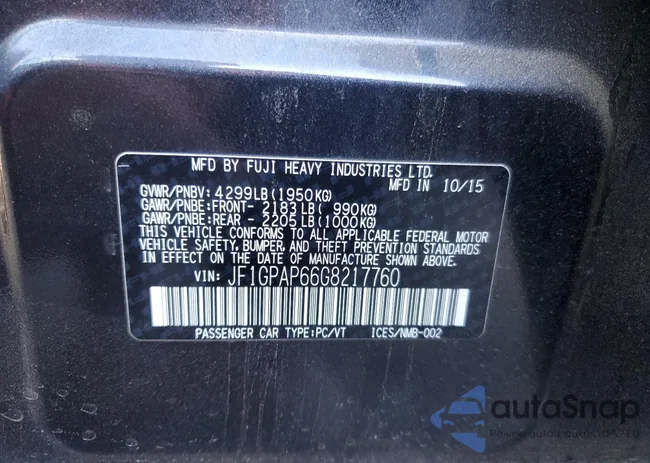 MFD BY FUJI HEAVY INDUSTRIES LTD.
MFD IN 10/15
GVWR/PNBV: 4299LB(1950KG)
GAWR/PNBE:FRONT- 2183LB( 990KG)
GAWR/PNBE:REAR - 2205LB(1000KG)
THIS VEHICLE CONFORMS TO ALL APPLICABLE FEDERAL MOTOR
VEHICLE SAFETY, BUMPER, AND THEFT PREVENTION STANDARDS
IN EFFECT ON THE DATE OF MANUFACTURE SHOWN ABOVE.
VIN: JF1GPAP66G8217760
PASSENGER CAR TYPE:PC/VT ICES/NMB-002
autoSnap